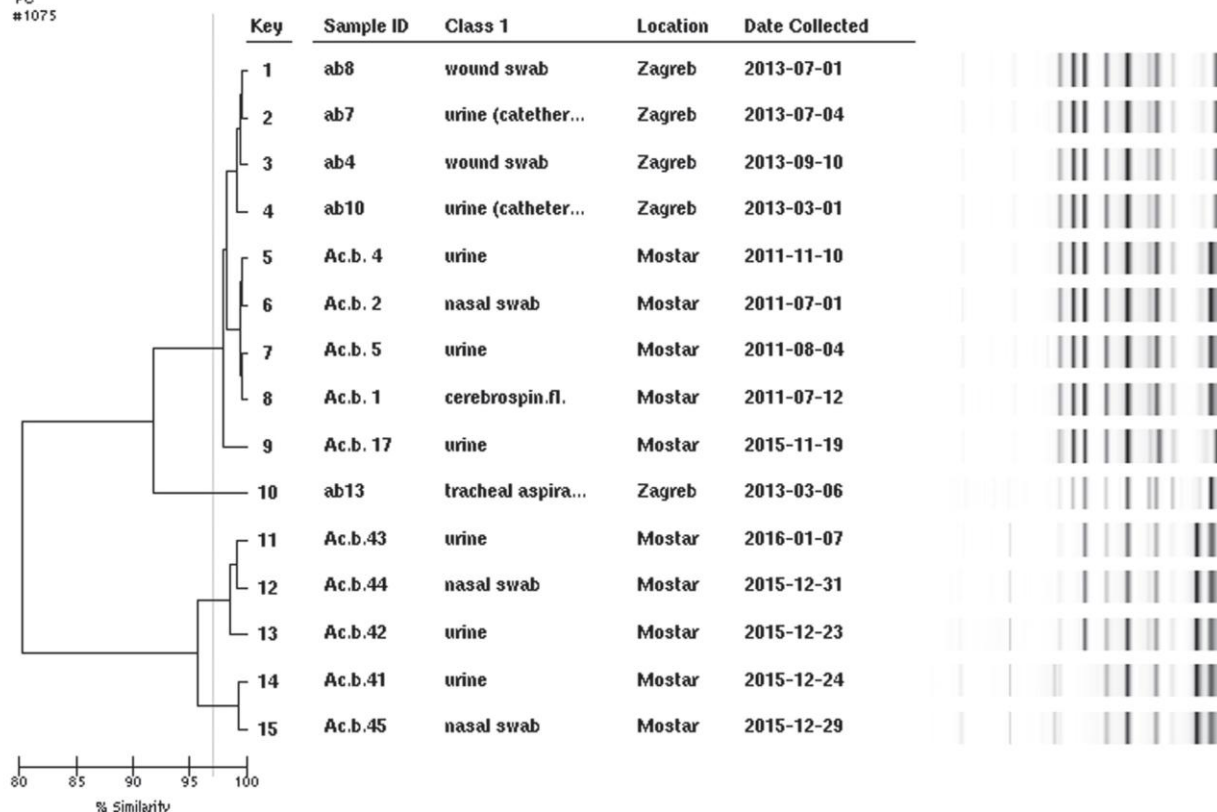 #1075
Key Sample ID Class 1 Location Date Collected
1 ab8 wound swab Zagreb 2013-07-01
2 ab7 urine (catether... Zagreb 2013-07-04
3 ab4 wound swab Zagreb 2013-09-10
4 ab10 urine (catheter... Zagreb 2013-03-01
5 Ac.b. 4 urine Mostar 2011-11-10
6 Ac.b. 2 nasal swab Mostar 2011-07-01
7 Ac.b. 5 urine Mostar 2011-08-04
8 Ac.b. 1 cerebrospin.fl. Mostar 2011-07-12
9 Ac.b. 17 urine Mostar 2015-11-19
10 ab13 tracheal aspira... Zagreb 2013-03-06
11 Ac.b.43 urine Mostar 2016-01-07
12 Ac.b.44 nasal swab Mostar 2015-12-31
13 Ac.b.42 urine Mostar 2015-12-23
14 Ac.b.41 urine Mostar 2015-12-24
15 Ac.b.45 nasal swab Mostar 2015-12-29
80 85 90 95 100
% Similarity